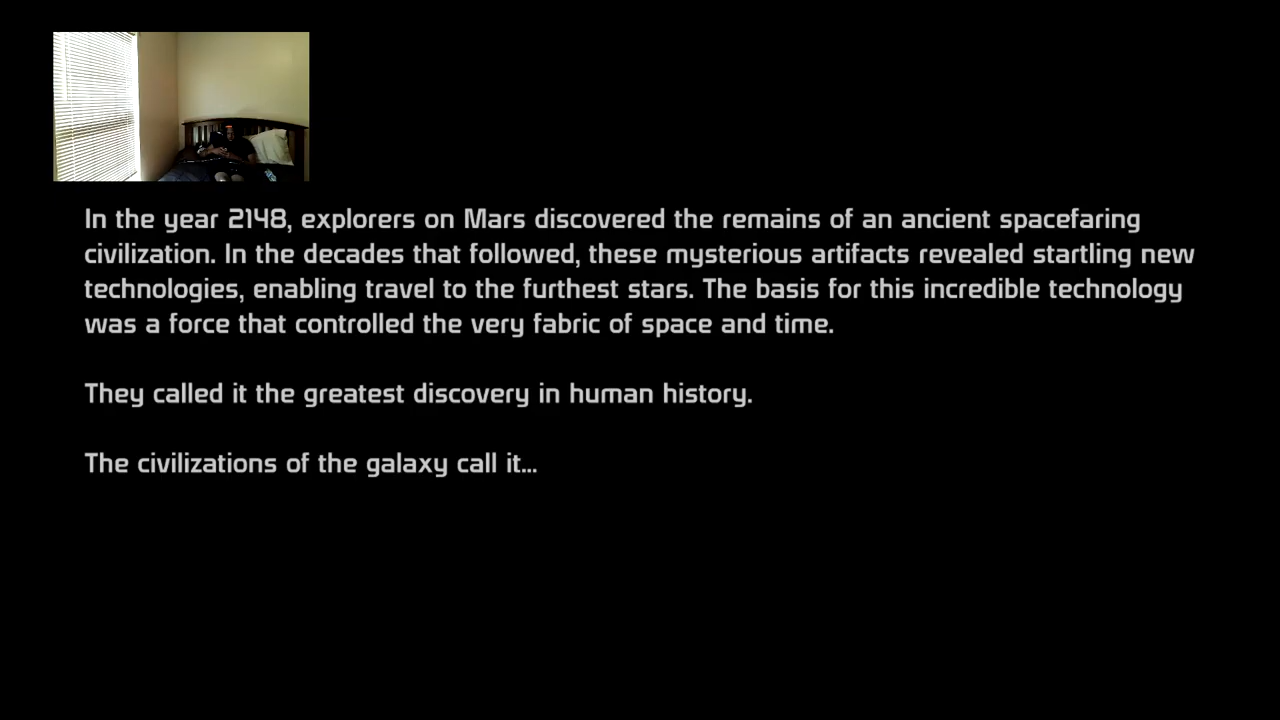 In the year 2148, explorers on Mars discovered the remains of an ancient spacefaring
civilization. In the decades that followed, these mysterious artifacts revealed startling new
technologies, enabling travel to the furthest stars. The basis for this incredible technology
was a force that controlled the very fabric of space and time.
They called it the greatest discovery in human history.
The civilizations of the galaxy call it...